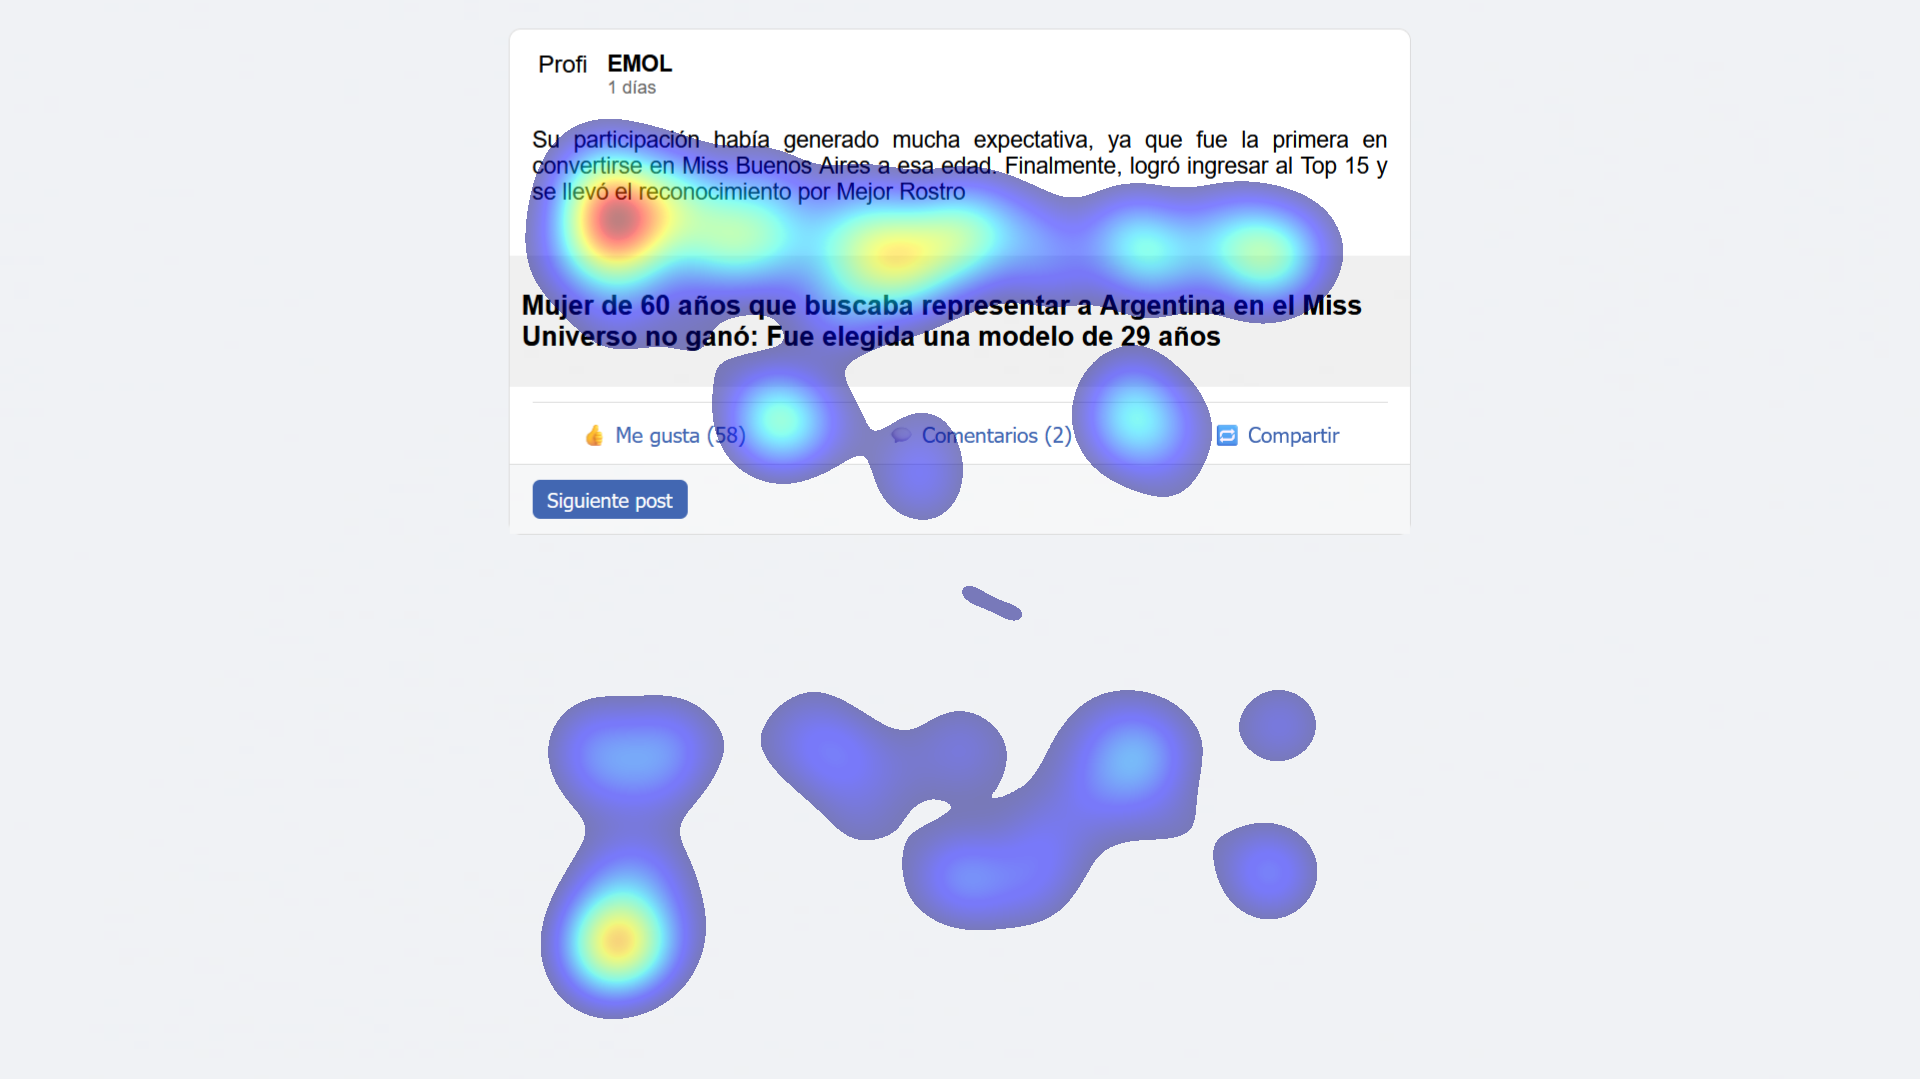 Profi EMOL
1 días
Su participación había generado mucha expectativa, ya que fue la primera en
convertirse en Miss Buenos Aires a esa edad. Finalmente, logró ingresar al Top 15 y
se llevó el reconocimiento por Mejor Rostro
Mujer de 60 años que buscaba representar a Argentina en el Miss
Universo no ganó: Fue elegida una modelo de 29 años
👍 Me gusta (58) 💬 Comentarios (2) 🔁 Compartir
Siguiente post